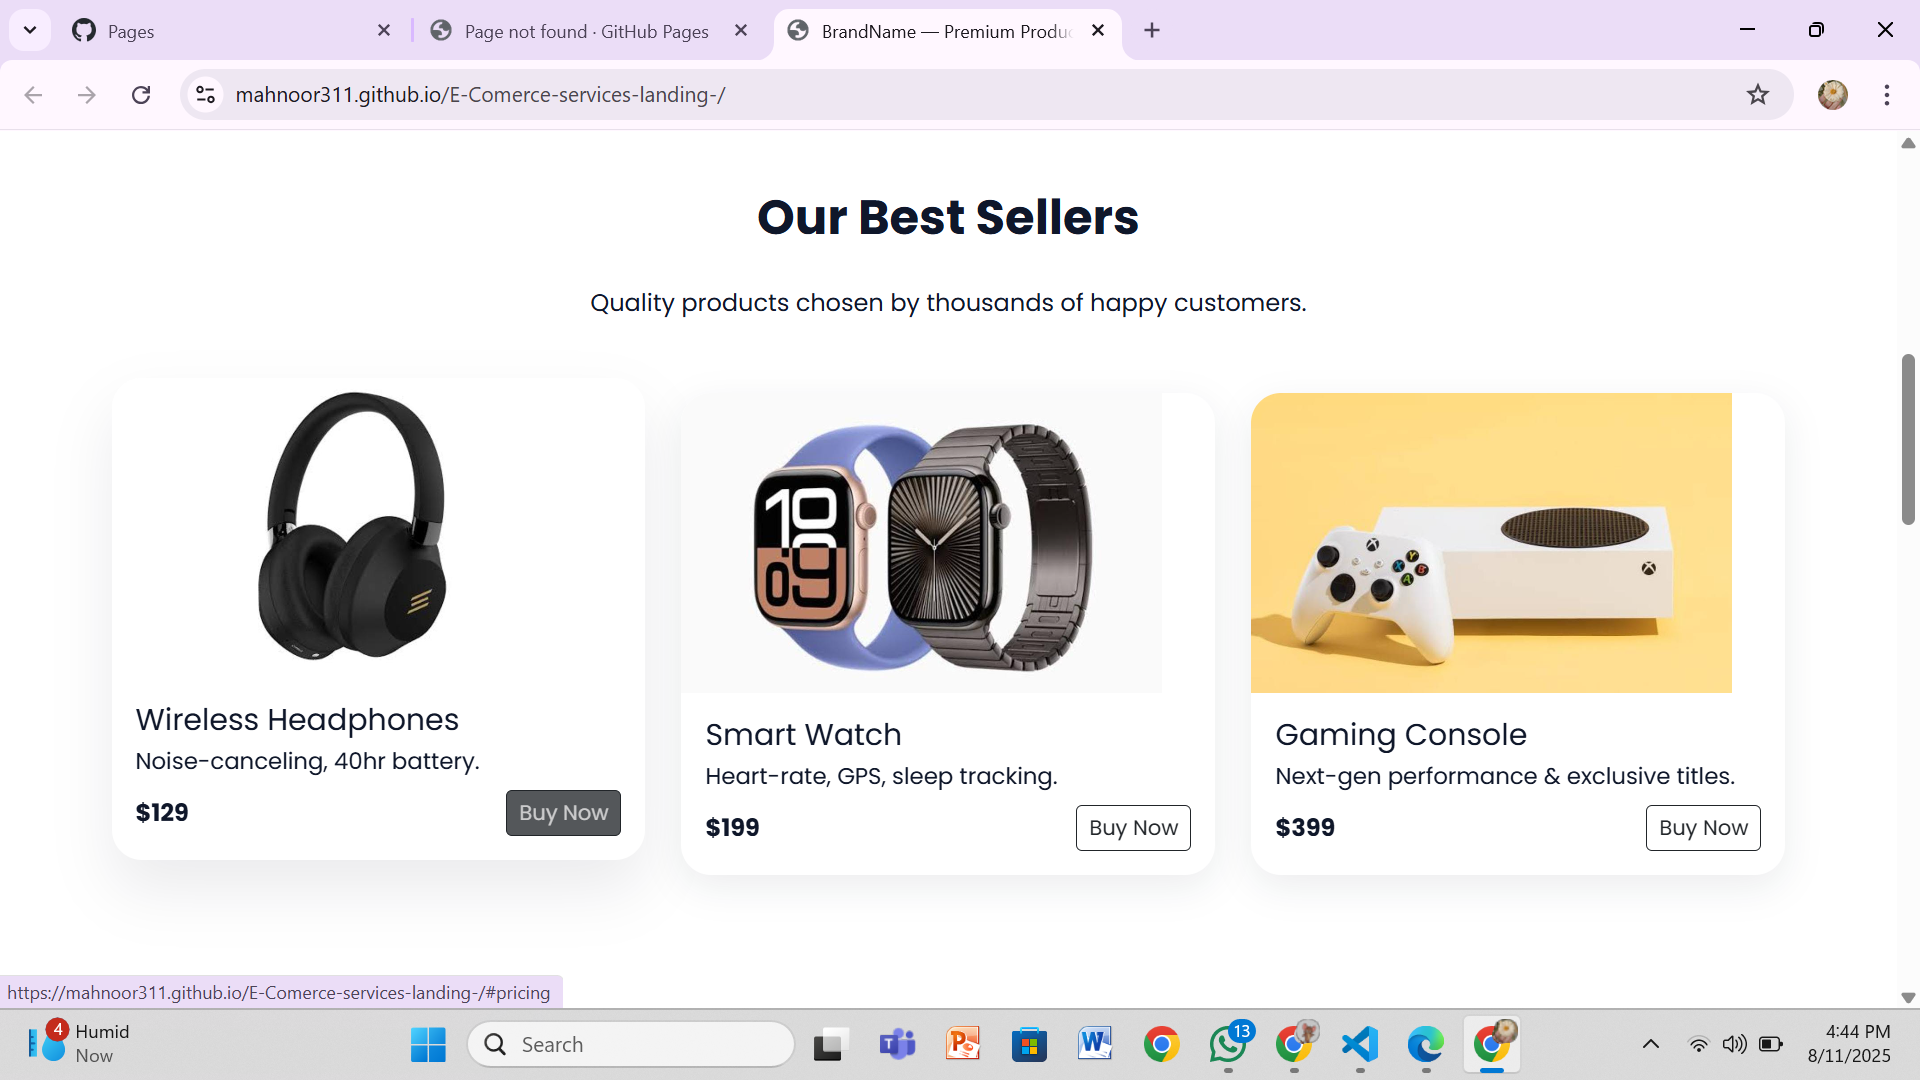 Pages
Page not found · GitHub Pages
BrandName — Premium Produ
mahnoor311.github.io/E-Comerce-services-landing-/
Our Best Sellers
Quality products chosen by thousands of happy customers.
10
09
X
Y
B
A
Wireless Headphones
Noise-canceling, 40hr battery.
$129
Buy Now
Smart Watch
Heart-rate, GPS, sleep tracking.
$199
Buy Now
Gaming Console
Next-gen performance & exclusive titles.
$399
Buy Now
https://mahnoor311.github.io/E-Comerce-services-landing-/#pricing
4
Humid
Now
Search
13
4:44 PM
8/11/2025